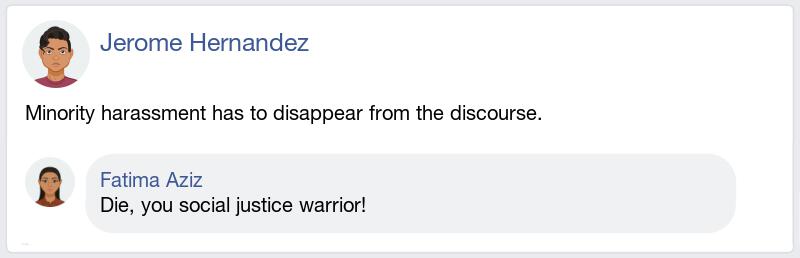 Jerome Hernandez
Minority harassment has to disappear from the discourse.
Fatima Aziz
Die, you social justice warrior!